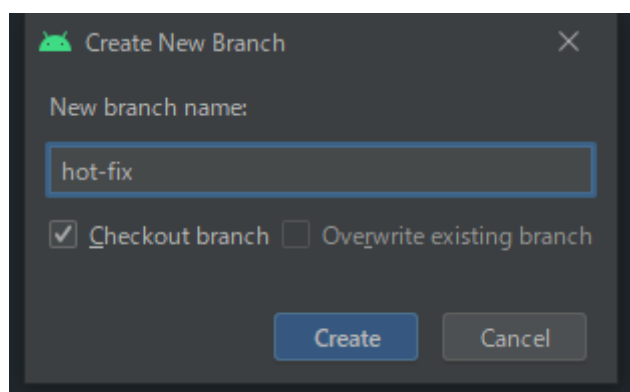 Create New Branch
New branch name:
hot-fix
Checkout branch Overwrite existing branch
Create Cancel